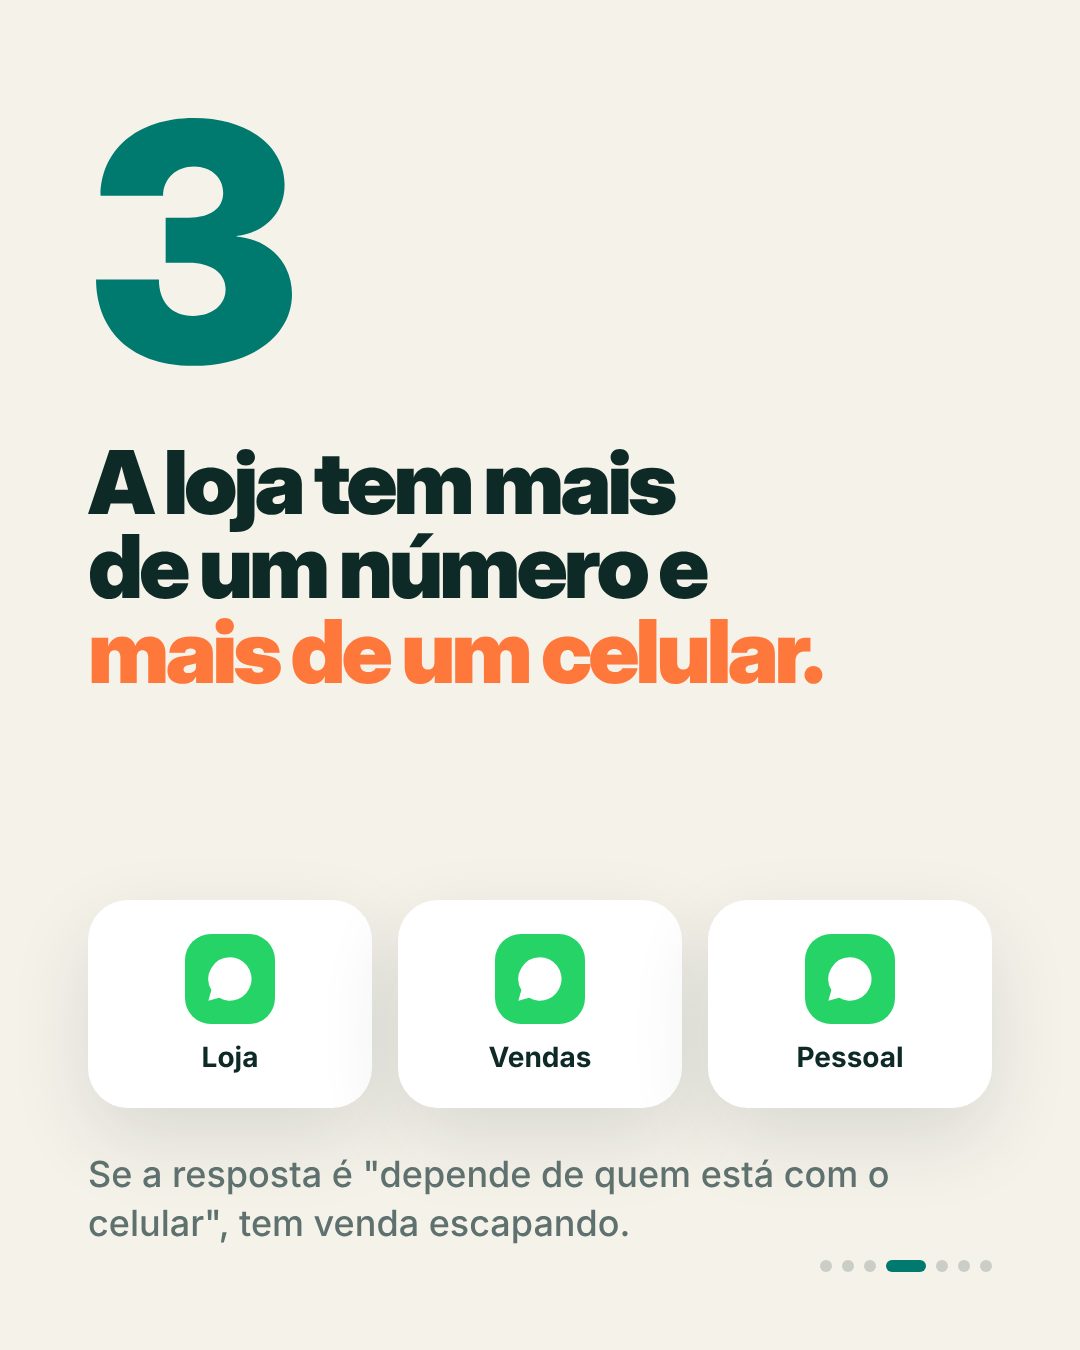 3
A loja tem mais
de um número e
mais de um celular.
Loja
Vendas
Pessoal
Se a resposta é "depende de quem está com o
celular", tem venda escapando.